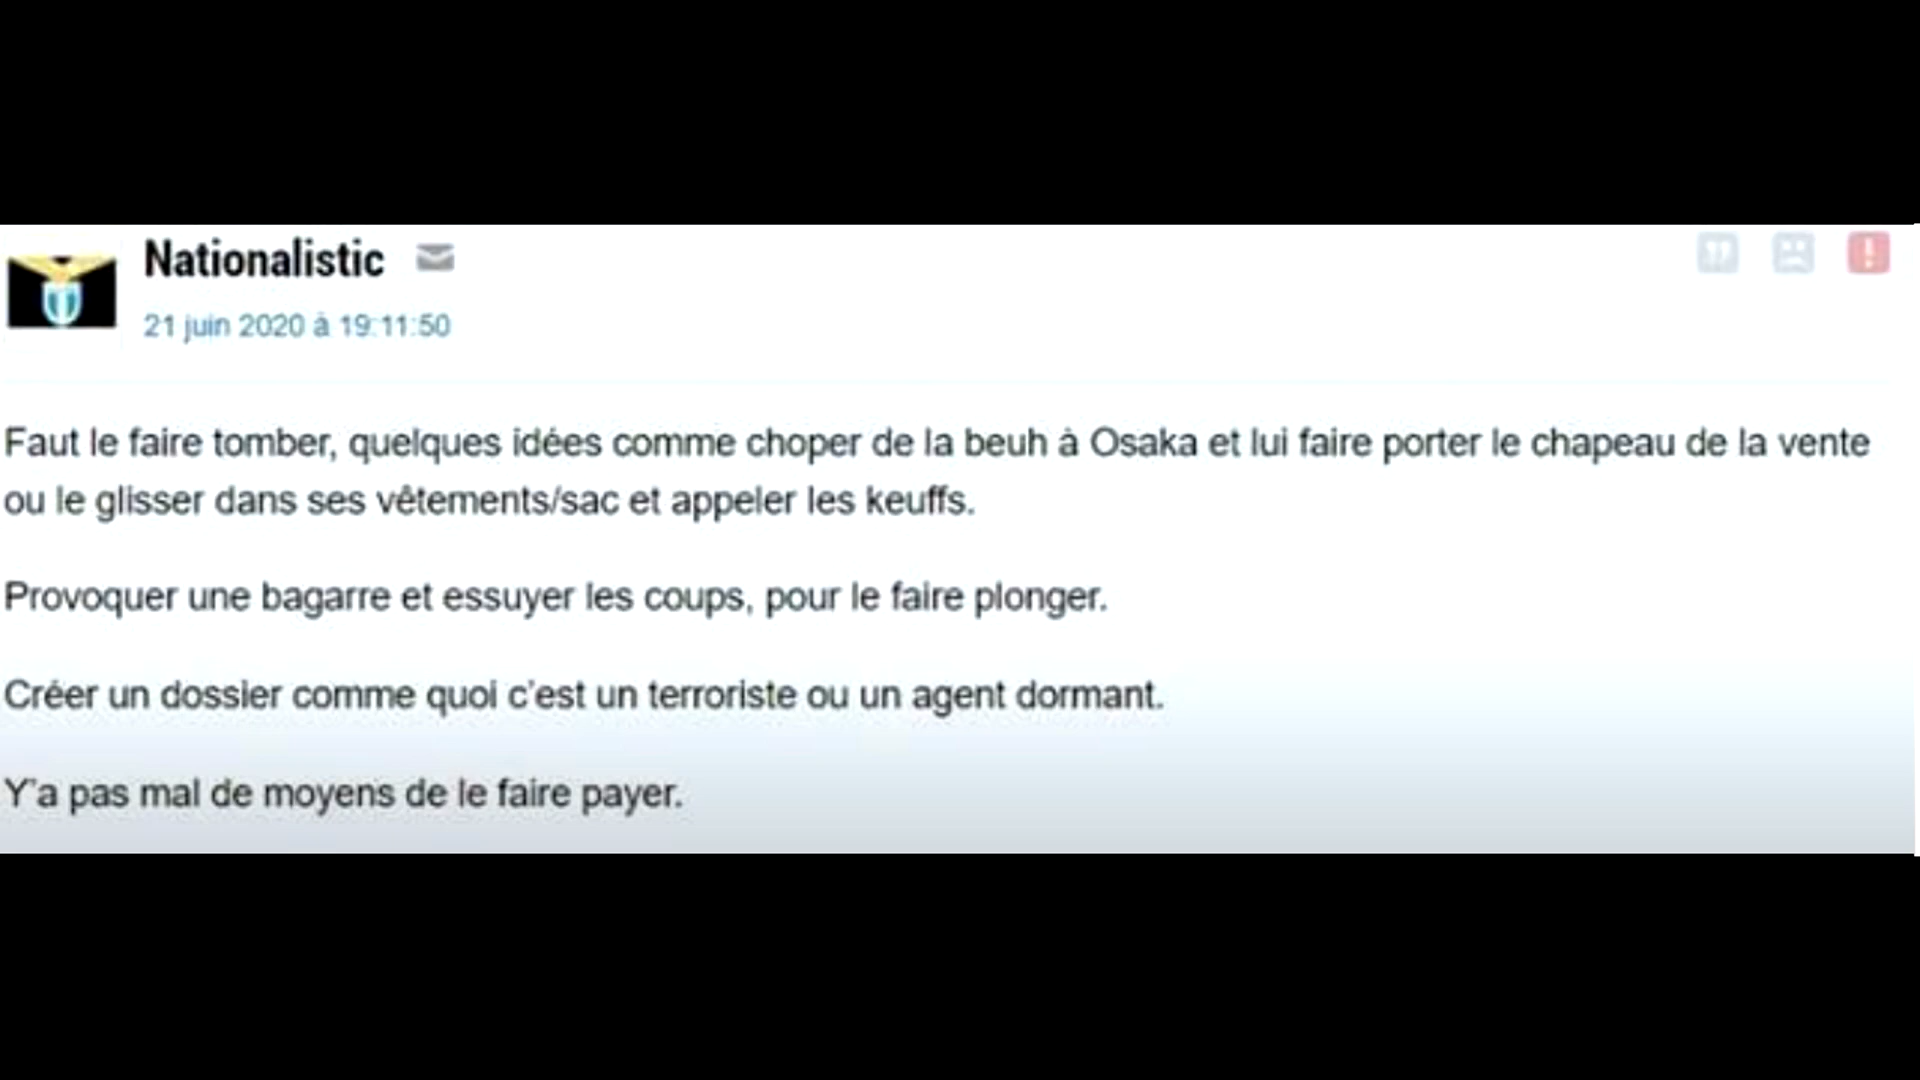 Nationalistic
21 juin 2020 à 19:11:50
Faut le faire tomber, quelques idées comme choper de la beuh à Osaka et lui faire porter le chapeau de la vente
ou le glisser dans ses vêtements/sac et appeler les keuffs.
Provoquer une bagarre et essuyer les coups, pour le faire plonger.
Créer un dossier comme quoi c'est un terroriste ou un agent dormant.
Y'a pas mal de moyens de le faire payer.